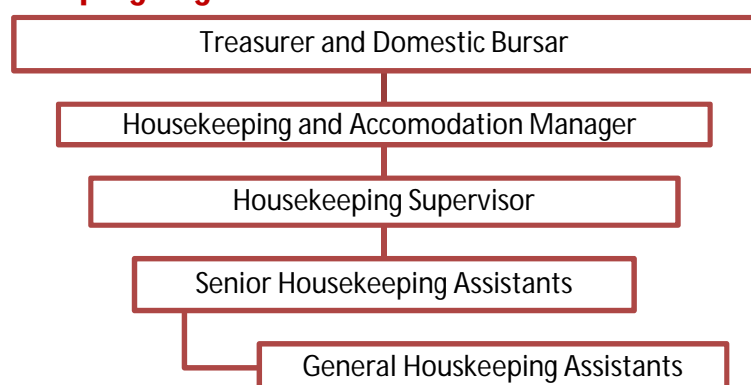 Treasurer and Domestic Bursar
Housekeeping and Accomodation Manager
Housekeeping Supervisor
Senior Housekeeping Assistants
General Houskeeping Assistants